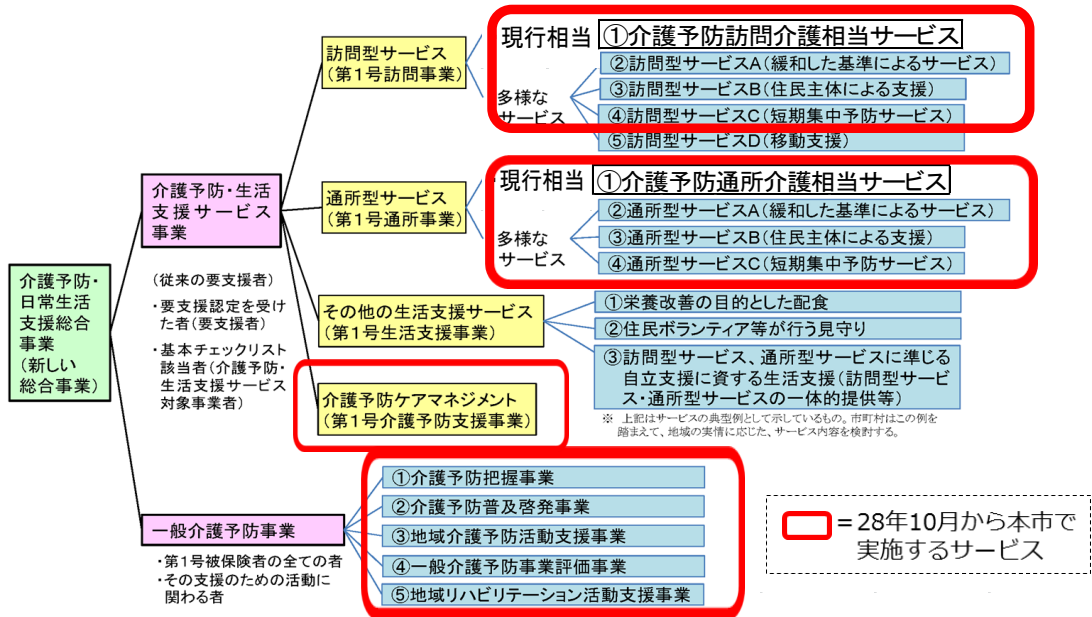 介護予防・
日常生活
支援総合
事業
(新しい
総合事業)
介護予防・生活
支援サービス
事業
(従来の要支援者)
・要支援認定を受け
た者(要支援者)
・基本チェックリスト
該当者(介護予防・
生活支援サービス
対象事業者)
訪問型サービス
(第1号訪問事業)
現行相当
①介護予防訪問介護相当サービス
多様な
サービス
②訪問型サービスA(緩和した基準によるサービス)
③訪問型サービスB(住民主体による支援)
④訪問型サービスC(短期集中予防サービス)
⑤訪問型サービスD(移動支援)
通所型サービス
(第1号通所事業)
現行相当
①介護予防通所介護相当サービス
多様な
サービス
②通所型サービスA(緩和した基準によるサービス)
③通所型サービスB(住民主体による支援)
④通所型サービスC(短期集中予防サービス)
その他の生活支援サービス
(第1号生活支援事業)
①栄養改善の目的とした配食
②住民ボランティア等が行う見守り
③訪問型サービス、通所型サービスに準じる
自立支援に資する生活支援(訪問型サービ
ス・通所型サービスの一体的提供等)
※ 上記はサービスの典型例として示しているもの。市町村はこの例を
踏まえて、地域の実情に応じた、サービス内容を検討する。
介護予防ケアマネジメント
(第1号介護予防支援事業)
一般介護予防事業
・第1号被保険者の全ての者
・その支援のための活動に
関わる者
①介護予防把握事業
②介護予防普及啓発事業
③地域介護予防活動支援事業
④一般介護予防事業評価事業
⑤地域リハビリテーション活動支援事業
=28年10月から本市で
実施するサービス